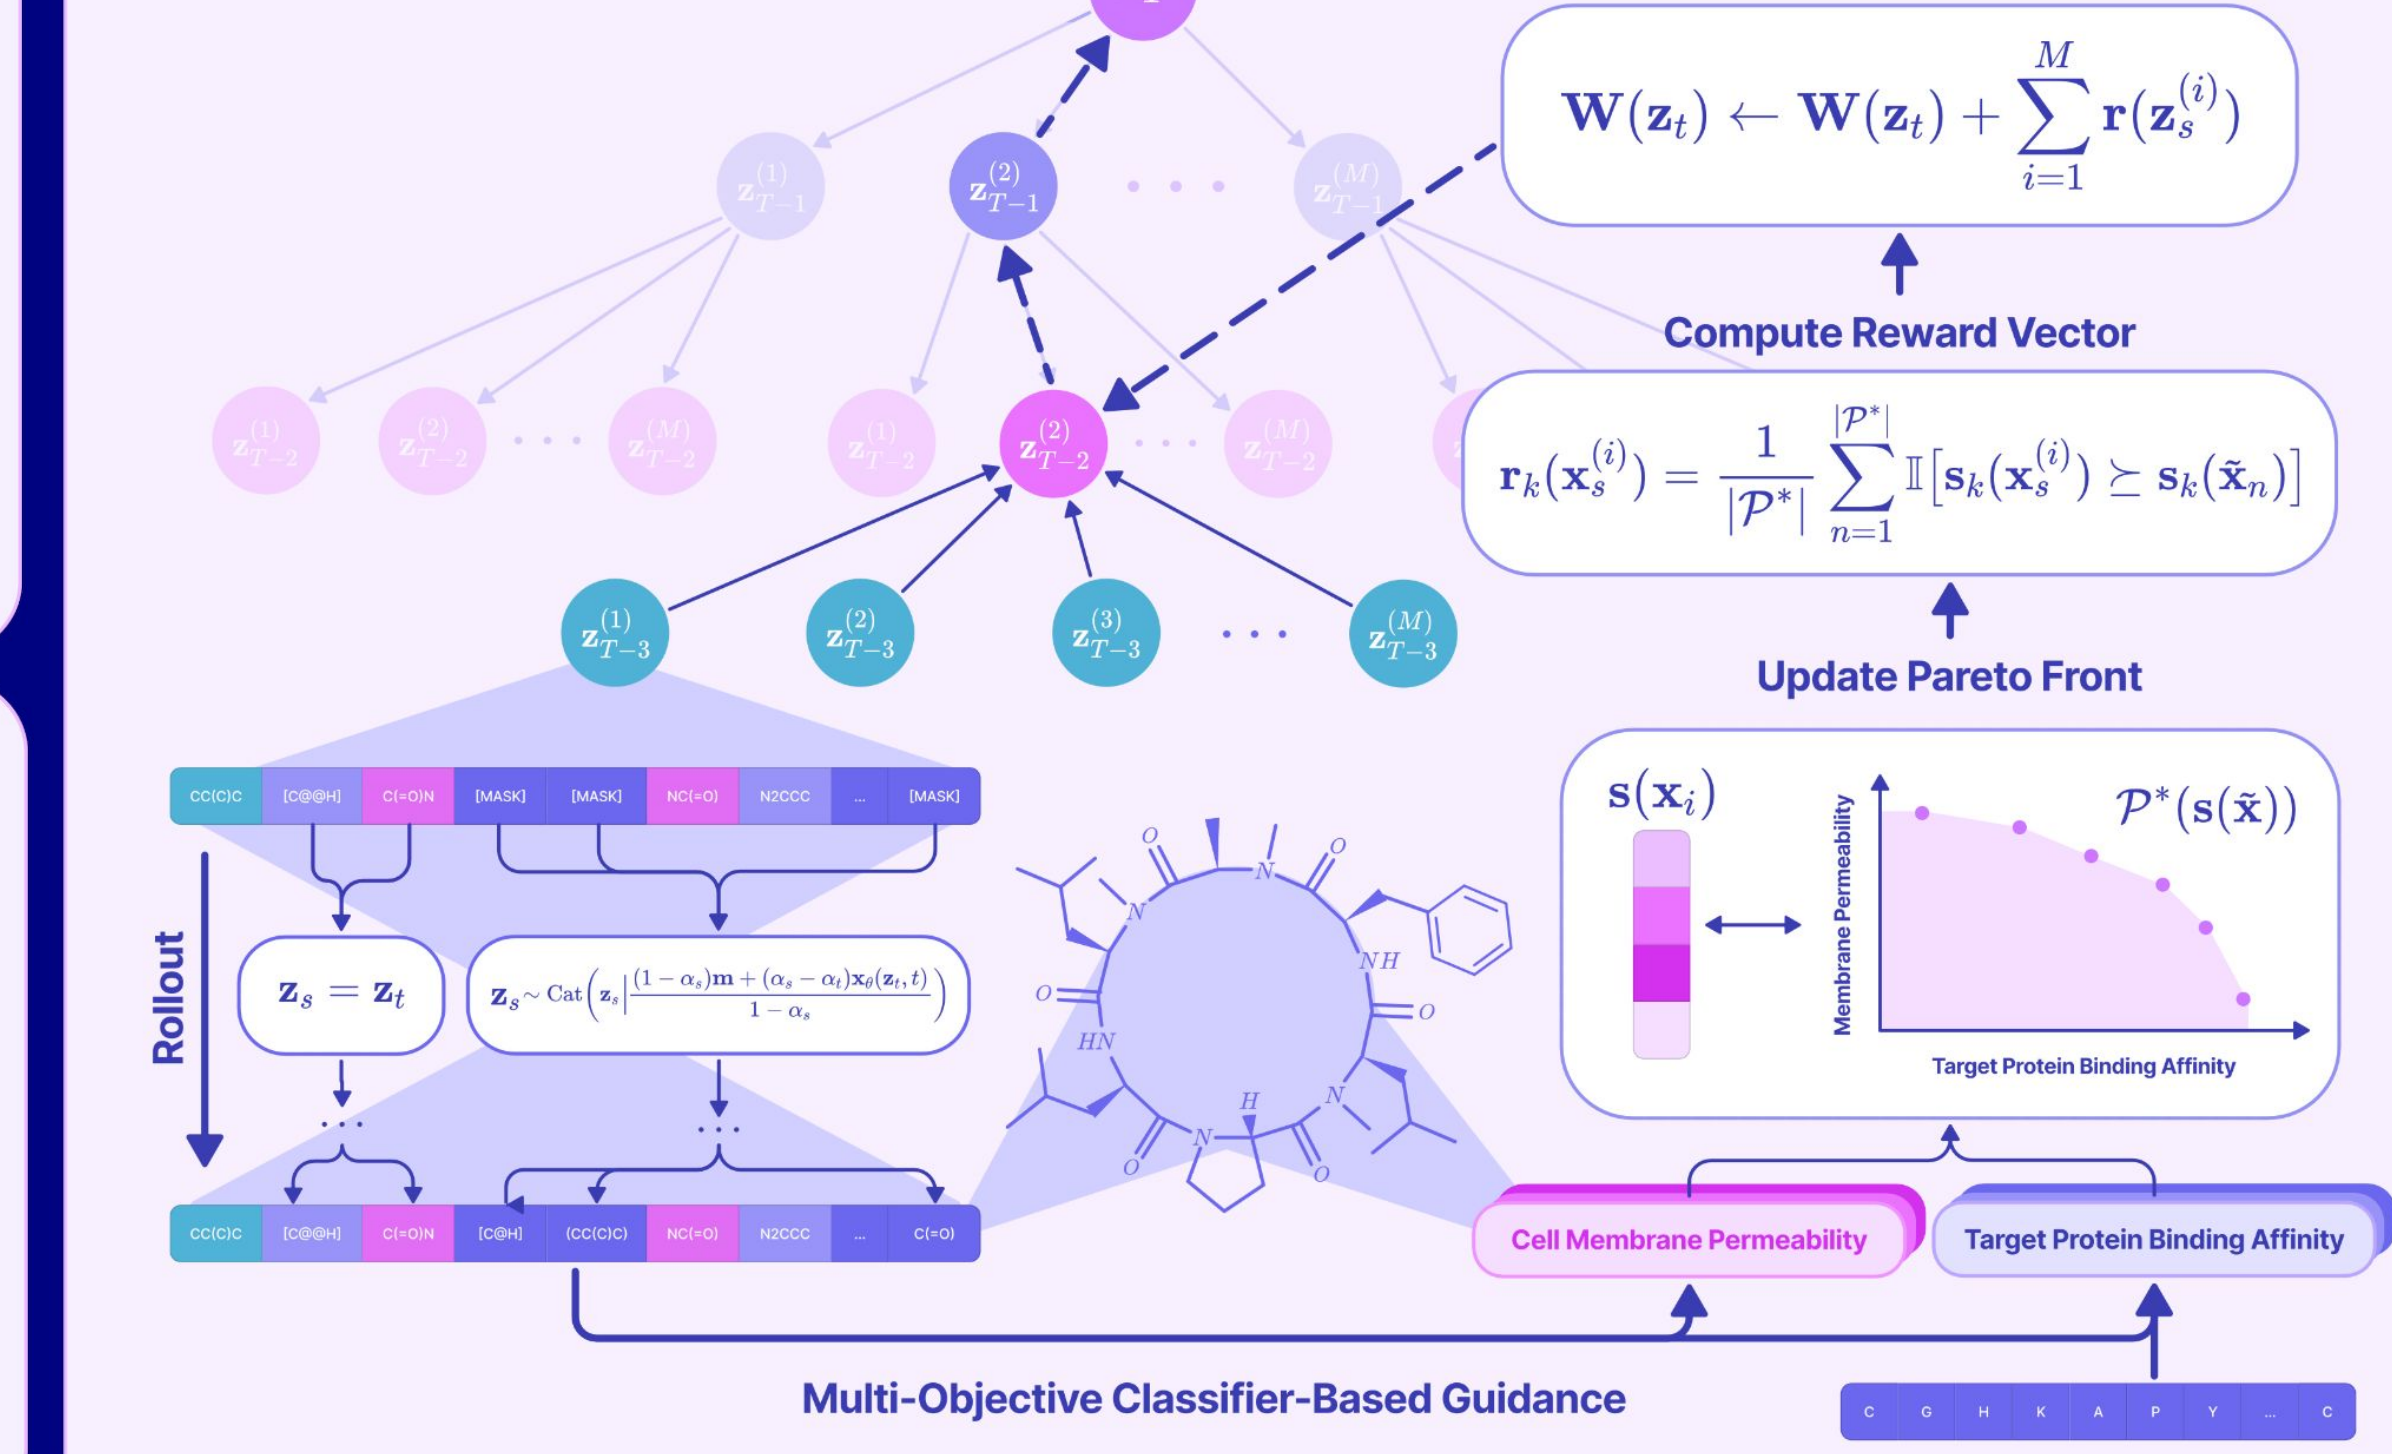 W(z_t) ← W(z_t) + \sum_{i=1}^{M} r(z_s^{(i)})
z_{T-1}^{(1)} z_{T-1}^{(2)} · · · z_{T-1}^{(M)}
Compute Reward Vector
z_{T-2}^{(1)} z_{T-2}^{(2)} · · · z_{T-2}^{(M)} z_{T-2}^{(1)} z_{T-2}^{(2)} · · · z_{T-2}^{(M)}
r_k(x_s^{(i)}) = \frac{1}{|P^*|} \sum_{n=1}^{|P^*|} 𝕀[s_k(x_s^{(i)}) ⪰ s_k(x̃_n)]
z_{T-3}^{(1)} z_{T-3}^{(2)} z_{T-3}^{(3)} · · · z_{T-3}^{(M)}
Update Pareto Front
CC(C)C [C@@H] C(=O)N [MASK] [MASK] NC(=O) N2CCC ... [MASK]
s(x_i)
P^*(s(x̃))
Membrane Permeability
Target Protein Binding Affinity
Rollout
z_s = z_t
z_s ~ Cat(z_s | \frac{(1 − α_s)m + (α_s − α_t)x_θ(z_t, t)}{1 − α_s})
· · ·
· · ·
O
N
O
N
O
NH
O
N
O
H
N
O
HN
O
CC(C)C [C@@H] C(=O)N [C@H] (CC(C)C) NC(=O) N2CCC ... C(=O)
Cell Membrane Permeability
Target Protein Binding Affinity
Multi-Objective Classifier-Based Guidance
C G H K A P Y ... C